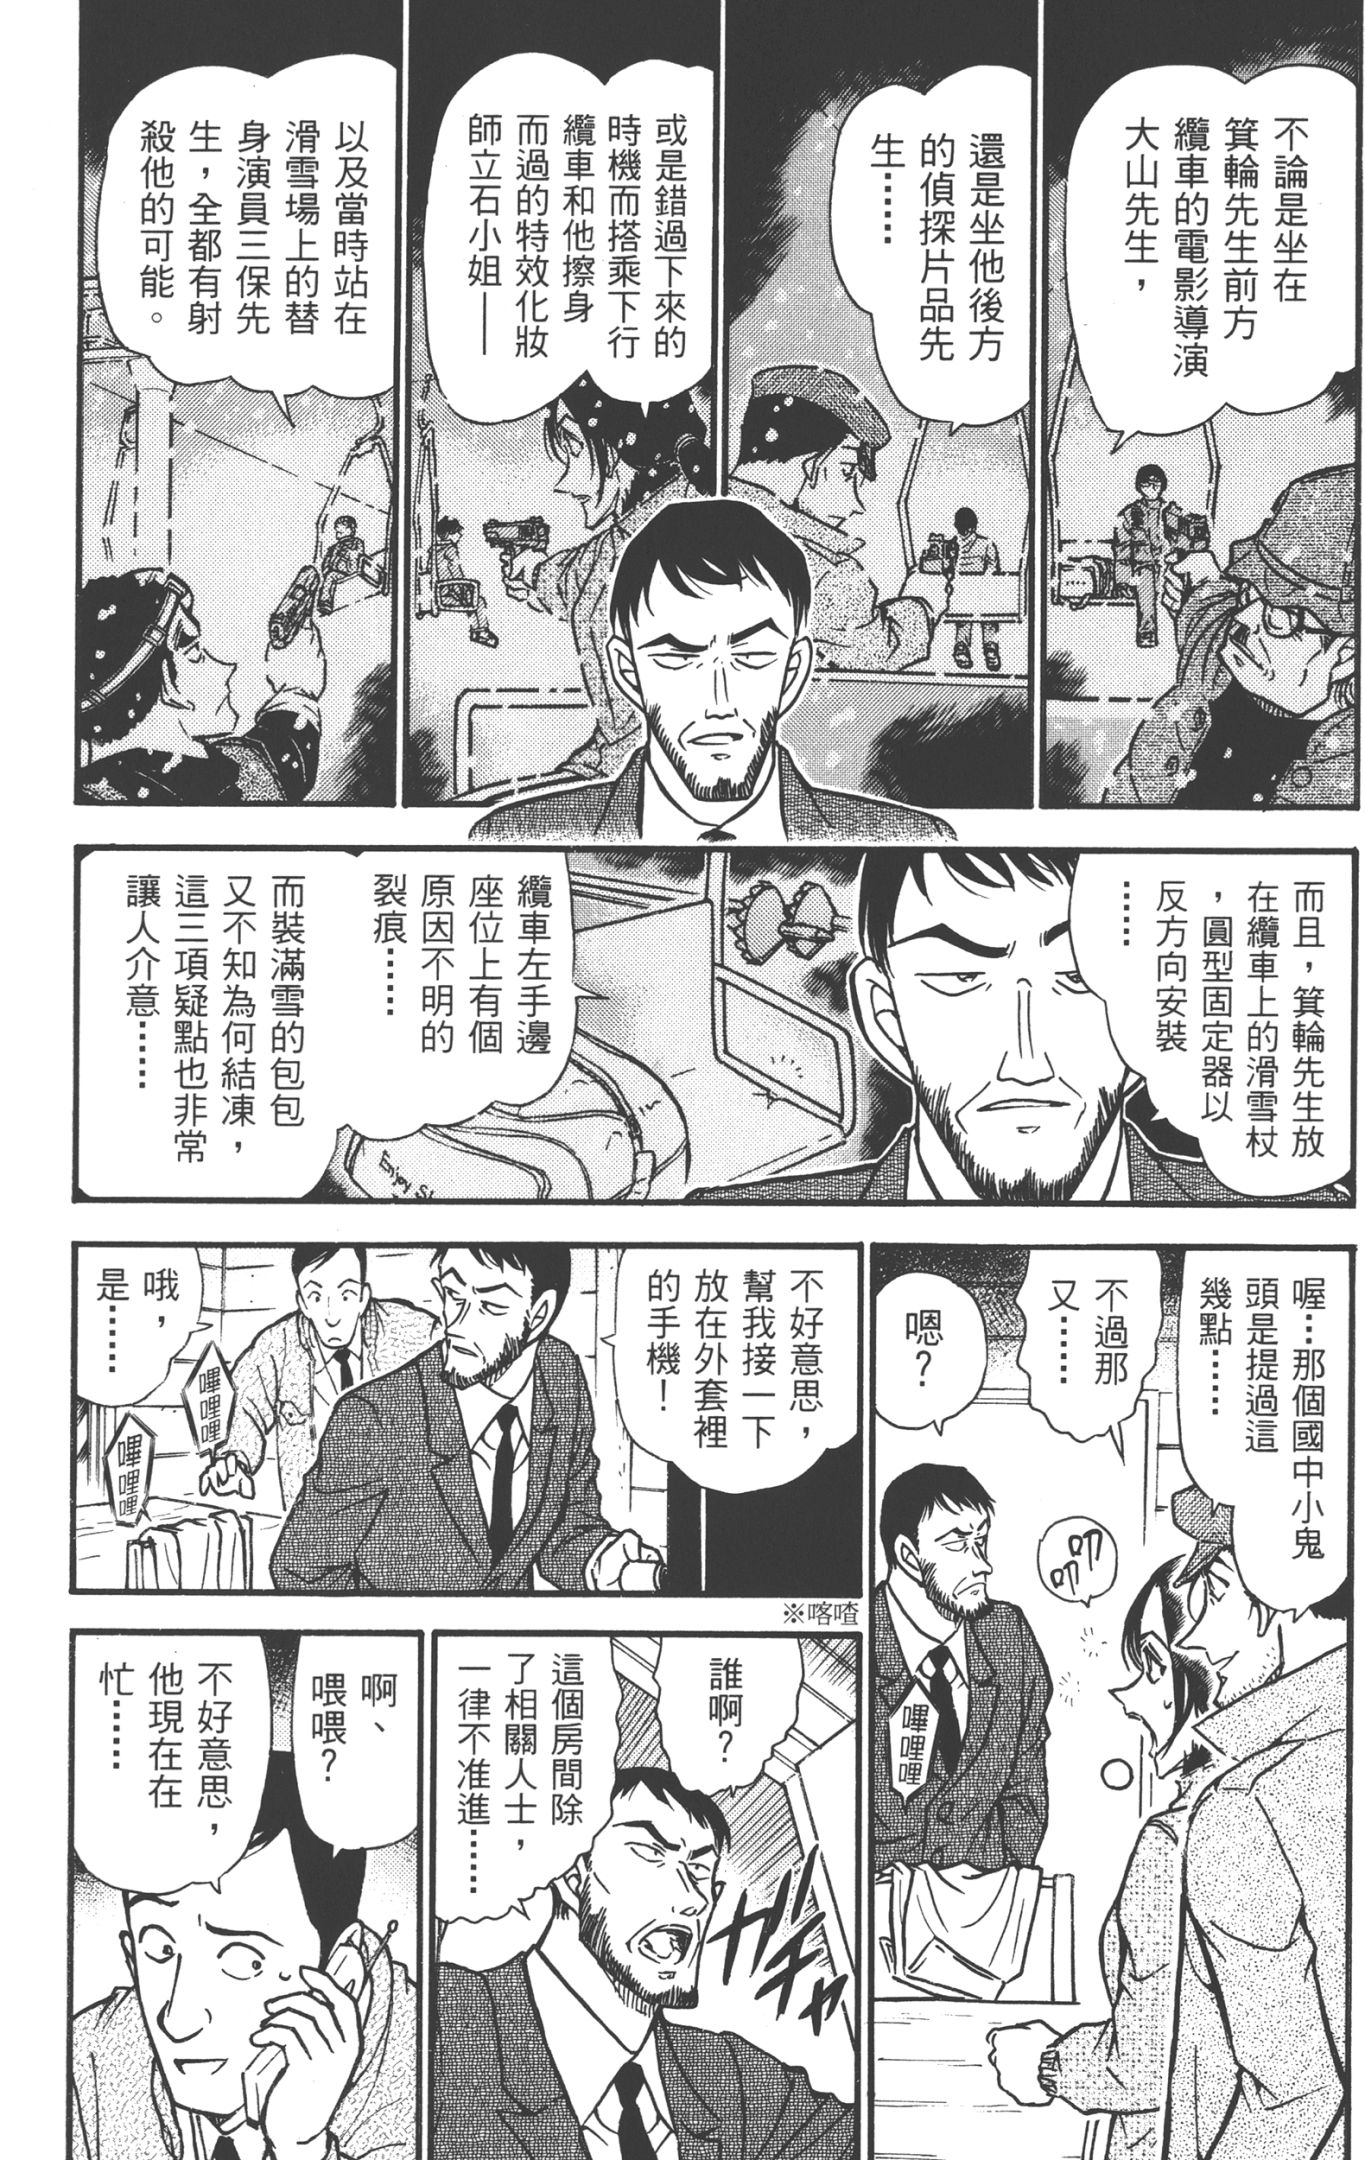 不論是坐在
箕輪先生前方
纜車的電影導演
大山先生，
還是坐他後方
的偵探片品先
生……
或是錯過下來的
時機而搭乘下行
纜車和他擦身
而過的特效化妝
師立石小姐—
以及當時站在
滑雪場上的替
身演員三保先
生，全都有射
殺他的可能。
而且，箕輪先生放
在纜車上的滑雪杖
，圓型固定器以
反方向安裝
……
纜車左手邊
座位上有個
原因不明的
裂痕……
而裝滿雪的包包
又不知為何結凍，
這三項疑點也非常
讓人介意……
Enjoy S
喔…那個國中小鬼
頭是提過這
幾點……
不過那
又……
嗯？
叩叩
嗶哩哩
不好意思，
幫我接一下
放在外套裡
的手機！
哦，
是……
嗶哩哩
嗶哩哩
※喀喳
誰啊？
這個房間除
了相關人士，
一律不准進……
ガチャ
啊、
喂喂？
不好意思，
他現在在
忙……